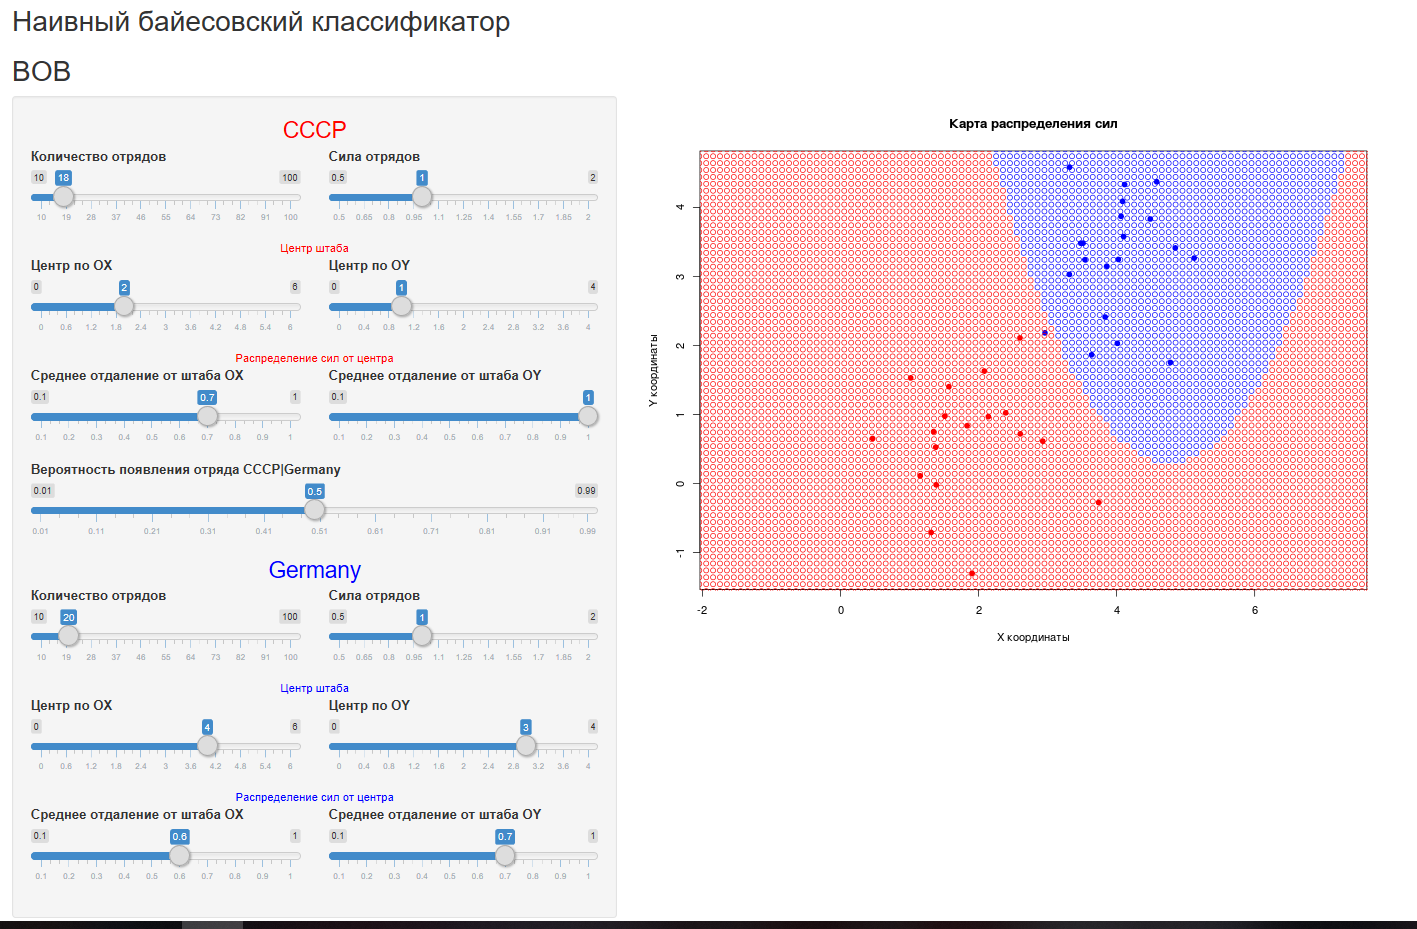 Наивный байесовский классификатор
ВОВ
СССР
Количество отрядов
Сила отрядов
10 18 100
0.5 1 2
10 19 28 37 46 55 64 73 82 91 100
0.5 0.65 0.8 0.95 1.1 1.25 1.4 1.55 1.7 1.85 2
Центр штаба
Центр по OX
Центр по OY
0 2 6
0 1 4
0 0.6 1.2 1.8 2.4 3 3.6 4.2 4.8 5.4 6
0 0.4 0.8 1.2 1.6 2 2.4 2.8 3.2 3.6 4
Распределение сил от центра
Среднее отдаление от штаба OX
Среднее отдаление от штаба OY
0.1 0.7 1
0.1 1
0.1 0.2 0.3 0.4 0.5 0.6 0.7 0.8 0.9 1
0.1 0.2 0.3 0.4 0.5 0.6 0.7 0.8 0.9 1
Вероятность появления отряда СССР|Germany
0.01 0.5 0.99
0.01 0.11 0.21 0.31 0.41 0.51 0.61 0.71 0.81 0.91 0.99
Germany
Количество отрядов
Сила отрядов
10 20 100
0.5 1 2
10 19 28 37 46 55 64 73 82 91 100
0.5 0.65 0.8 0.95 1.1 1.25 1.4 1.55 1.7 1.85 2
Центр штаба
Центр по OX
Центр по OY
0 4 6
0 3 4
0 0.6 1.2 1.8 2.4 3 3.6 4.2 4.8 5.4 6
0 0.4 0.8 1.2 1.6 2 2.4 2.8 3.2 3.6 4
Распределение сил от центра
Среднее отдаление от штаба OX
Среднее отдаление от штаба OY
0.1 0.6 1
0.1 0.7 1
0.1 0.2 0.3 0.4 0.5 0.6 0.7 0.8 0.9 1
0.1 0.2 0.3 0.4 0.5 0.6 0.7 0.8 0.9 1
Карта распределения сил
Y координаты
4
3
2
1
0
-1
-2 0 2 4 6
X координаты